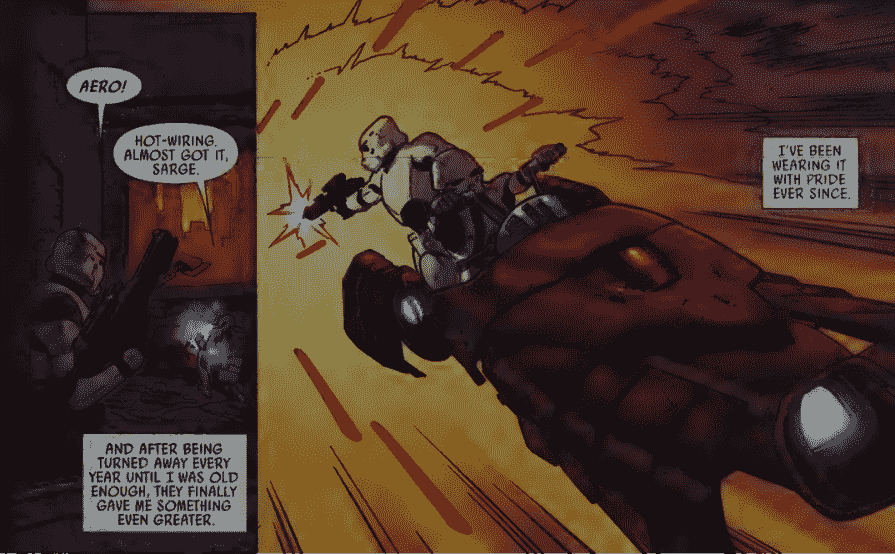 AERO!
HOT-WIRING.
ALMOST GOT IT,
SARGE.
AND AFTER BEING
TURNED AWAY EVERY
YEAR UNTIL I WAS OLD
ENOUGH, THEY FINALLY
GAVE ME SOMETHING
EVEN GREATER.
I'VE BEEN
WEARING IT
WITH PRIDE
EVER SINCE.